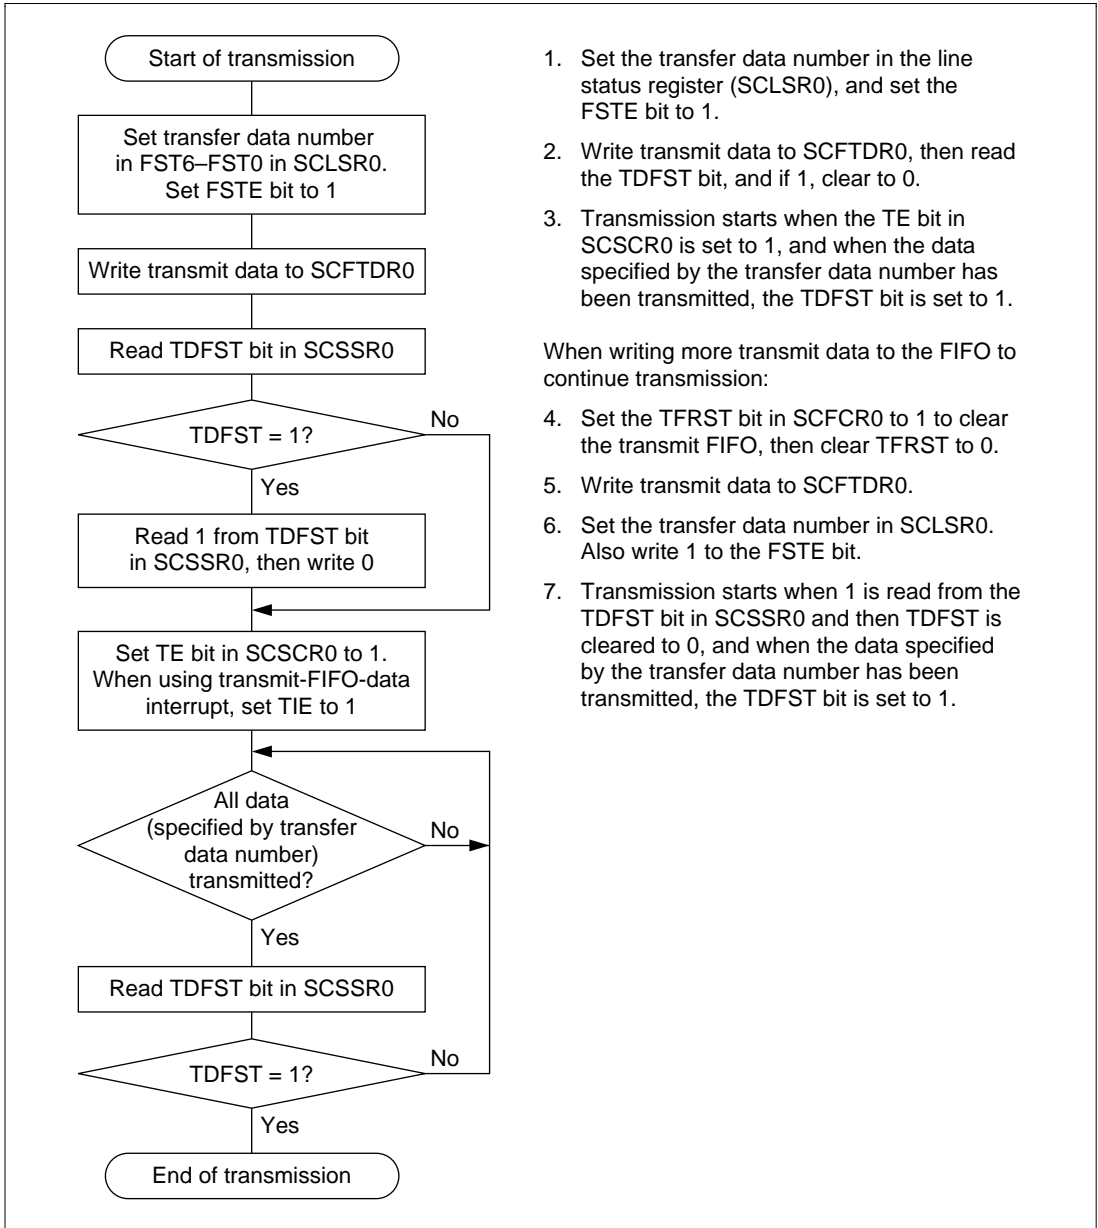 Start of transmission
Set transfer data number
in FST6–FST0 in SCLSR0.
Set FSTE bit to 1
Write transmit data to SCFTDR0
Read TDFST bit in SCSSR0
TDFST = 1?
No
Yes
Read 1 from TDFST bit
in SCSSR0, then write 0
Set TE bit in SCSCR0 to 1.
When using transmit-FIFO-data
interrupt, set TIE to 1
All data
(specified by transfer
data number)
transmitted?
No
Yes
Read TDFST bit in SCSSR0
TDFST = 1?
No
Yes
End of transmission
1. Set the transfer data number in the line
status register (SCLSR0), and set the
FSTE bit to 1.
2. Write transmit data to SCFTDR0, then read
the TDFST bit, and if 1, clear to 0.
3. Transmission starts when the TE bit in
SCSCR0 is set to 1, and when the data
specified by the transfer data number has
been transmitted, the TDFST bit is set to 1.
When writing more transmit data to the FIFO to
continue transmission:
4. Set the TFRST bit in SCFCR0 to 1 to clear
the transmit FIFO, then clear TFRST to 0.
5. Write transmit data to SCFTDR0.
6. Set the transfer data number in SCLSR0.
Also write 1 to the FSTE bit.
7. Transmission starts when 1 is read from the
TDFST bit in SCSSR0 and then TDFST is
cleared to 0, and when the data specified
by the transfer data number has been
transmitted, the TDFST bit is set to 1.